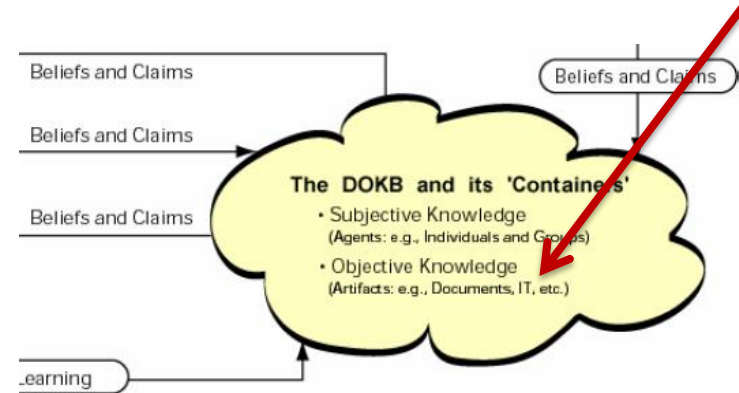 Beliefs and Claims
Beliefs and Claims
Beliefs and Claims
Beliefs and Claims
The DOKB and its 'Containers'
• Subjective Knowledge
(Agents: e.g., Individuals and Groups)
• Objective Knowledge
(Artifacts: e.g., Documents, IT, etc.)
Learning